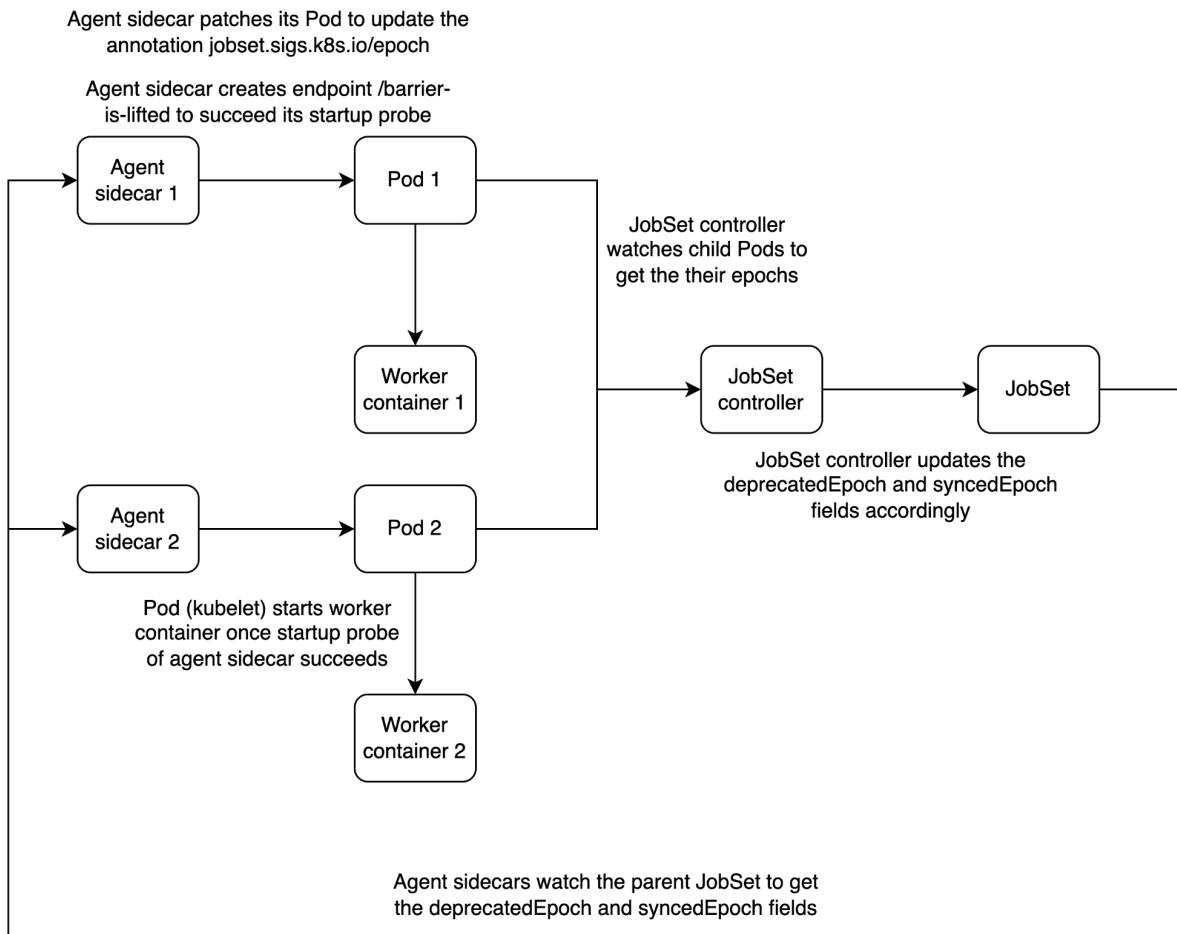 Agent sidecar patches its Pod to update the
annotation jobset.sigs.k8s.io/epoch
Agent sidecar creates endpoint /barrier-
is-lifted to succeed its startup probe
Agent
sidecar 1
Pod 1
JobSet controller
watches child Pods to
get the their epochs
Worker
container 1
JobSet
controller
JobSet
JobSet controller updates the
deprecatedEpoch and syncedEpoch
fields accordingly
Agent
sidecar 2
Pod 2
Pod (kubelet) starts worker
container once startup probe
of agent sidecar succeeds
Worker
container 2
Agent sidecars watch the parent JobSet to get
the deprecatedEpoch and syncedEpoch fields